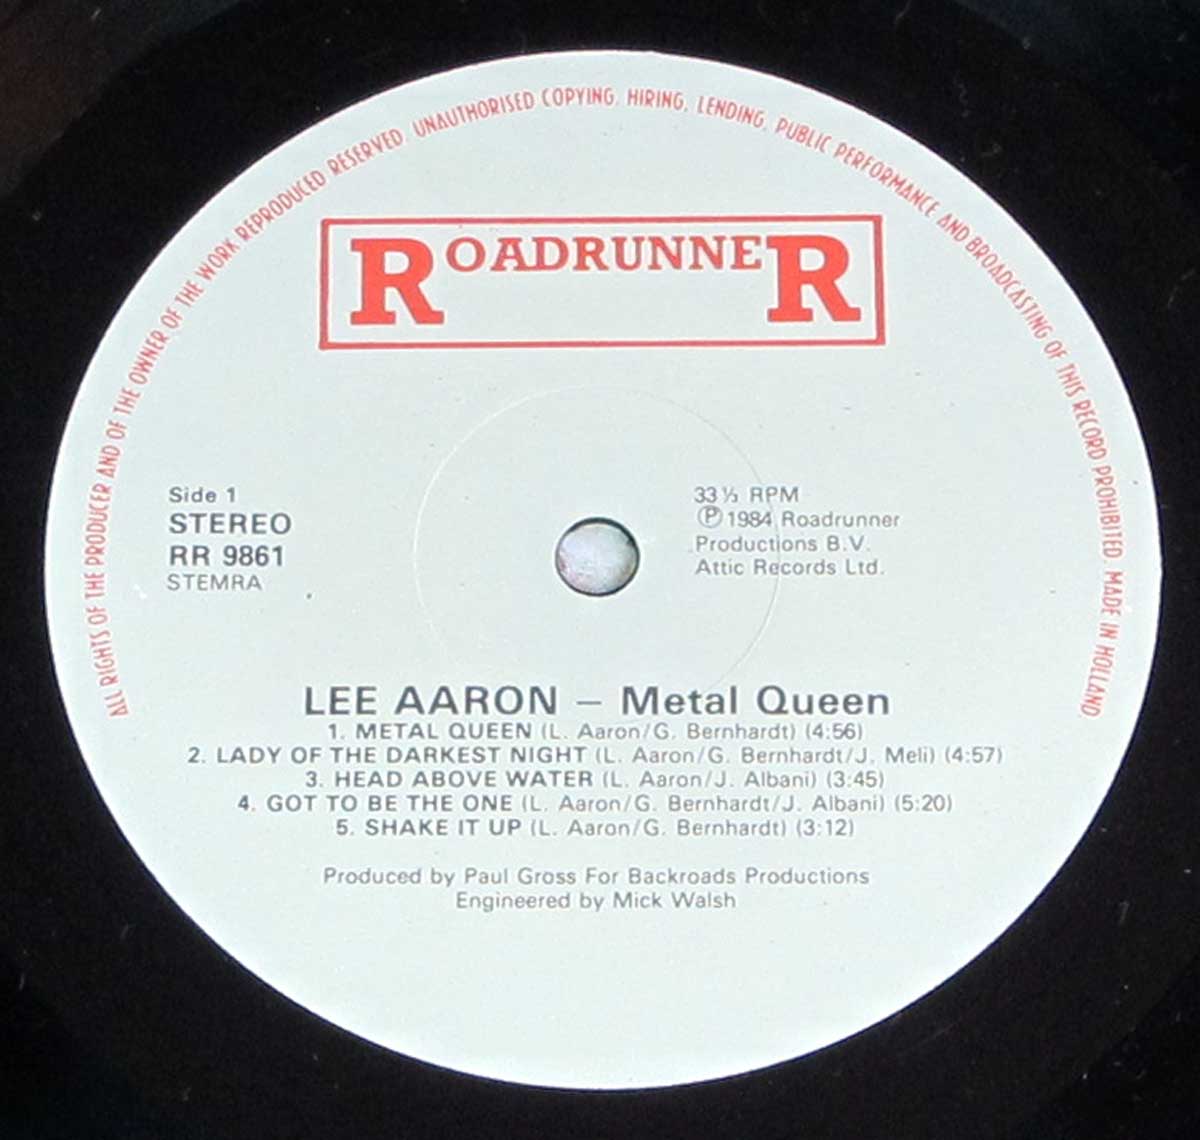 ALL RIGHTS OF THE PRODUCER AND OF THE OWNER OF THE WORK REPRODUCED RESERVED. UNAUTHORISED COPYING, HIRING, LENDING, PUBLIC PERFORMANCE AND BROADCASTING OF THIS RECORD PROHIBITED. MADE IN HOLLAND
ROADRUNNER
Side 1
STEREO
RR 9861
STEMRA
33⅓ RPM
Ⓟ 1984 Roadrunner
Productions B.V.
Attic Records Ltd.
LEE AARON – Metal Queen
1. METAL QUEEN (L. Aaron/G. Bernhardt) (4:56)
2. LADY OF THE DARKEST NIGHT (L. Aaron/G. Bernhardt/J. Meli) (4:57)
3. HEAD ABOVE WATER (L. Aaron/J. Albani) (3:45)
4. GOT TO BE THE ONE (L. Aaron/G. Bernhardt/J. Albani) (5:20)
5. SHAKE IT UP (L. Aaron/G. Bernhardt) (3:12)
Produced by Paul Gross For Backroads Productions
Engineered by Mick Walsh